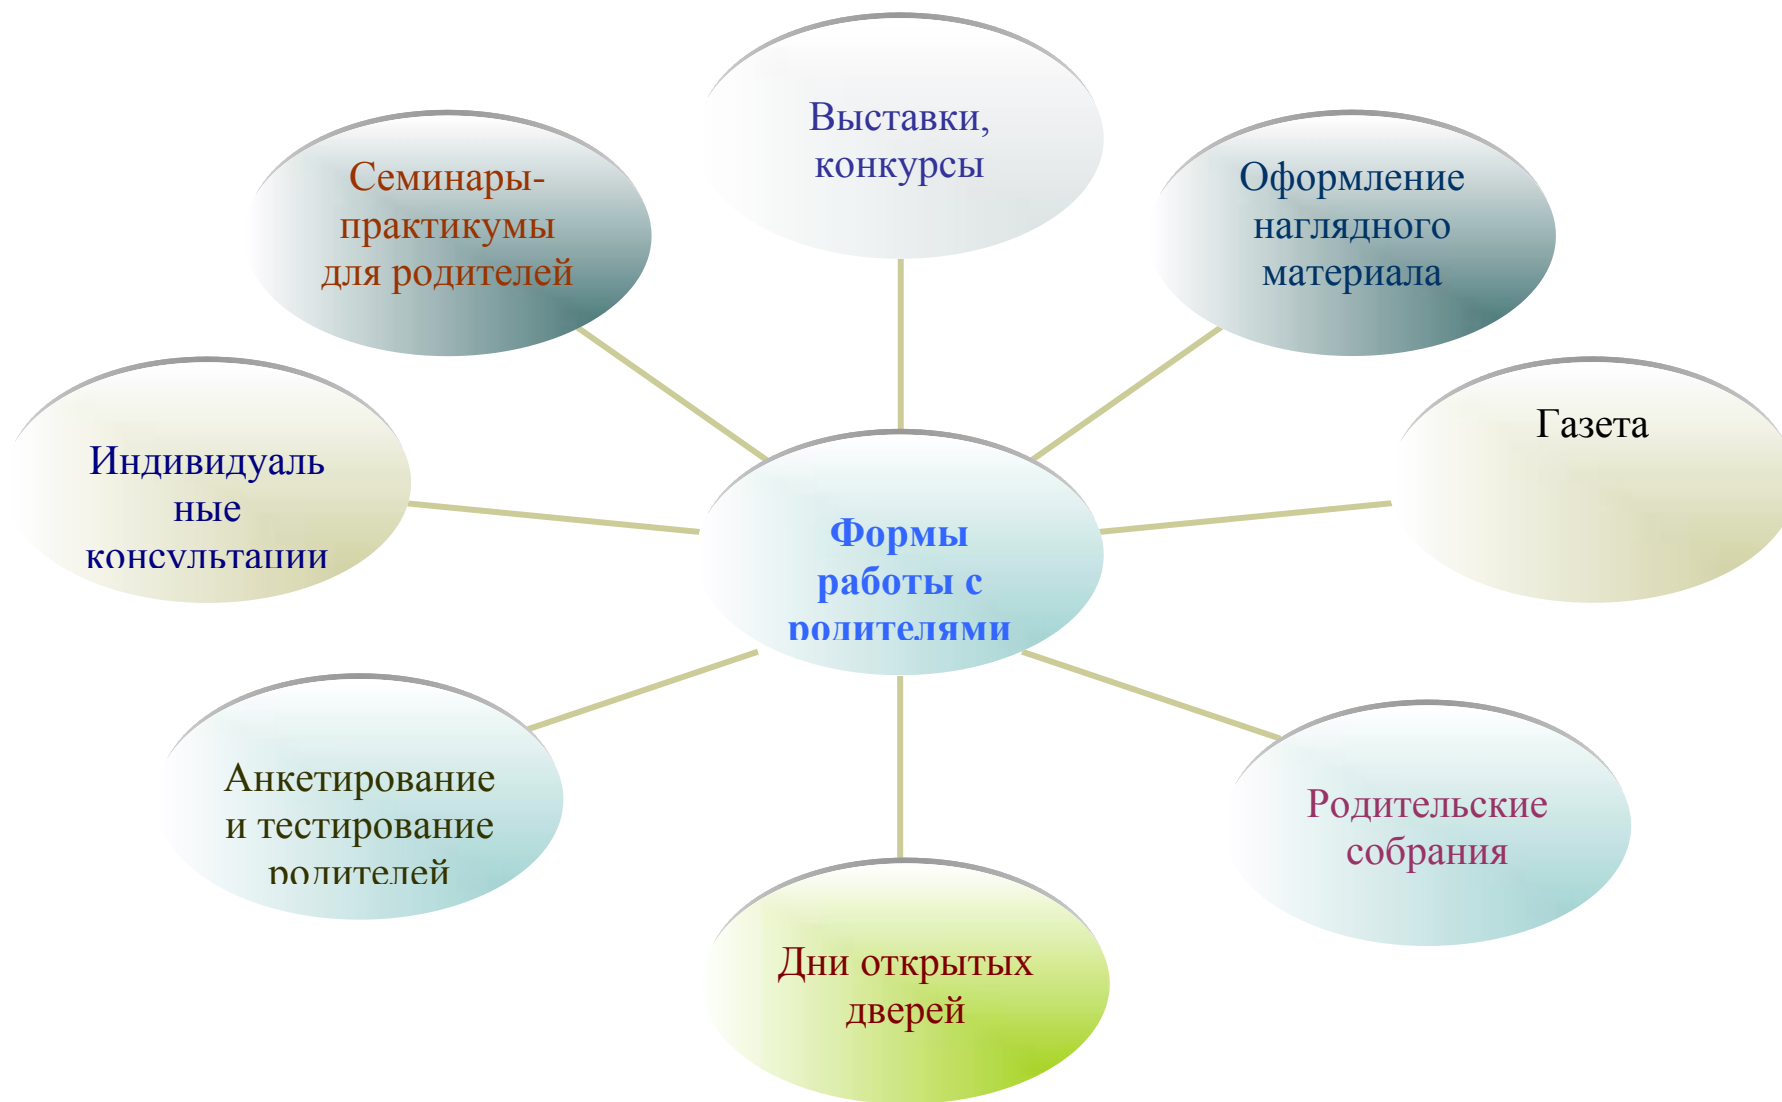 Выставки,
конкурсы
Семинары-
практикумы
для родителей
Оформление
наглядного
материала
Газета
Индивидуаль
ные
консультации
Формы
работы с
родителями
Анкетирование
и тестирование
родителей
Родительские
собрания
Дни открытых
дверей